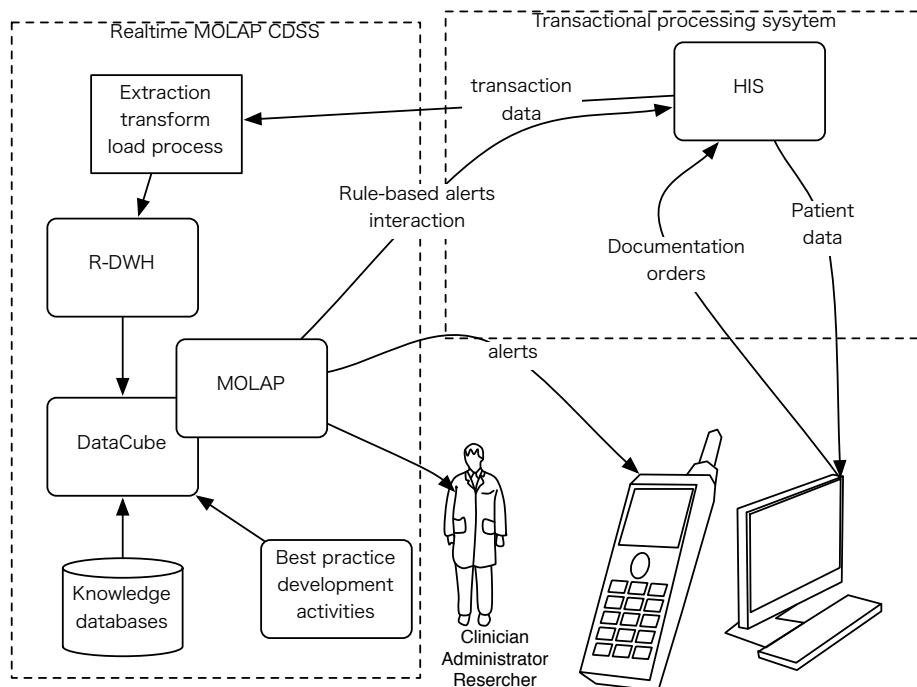 Realtime MOLAP CDSS
Transactional processing sysytem
Extraction
transform
load process
transaction
data
HIS
Rule-based alerts
interaction
Patient
data
Documentation
orders
R-DWH
MOLAP
alerts
DataCube
Best practice
development
activities
Knowledge
databases
Clinician
Administrator
Resercher